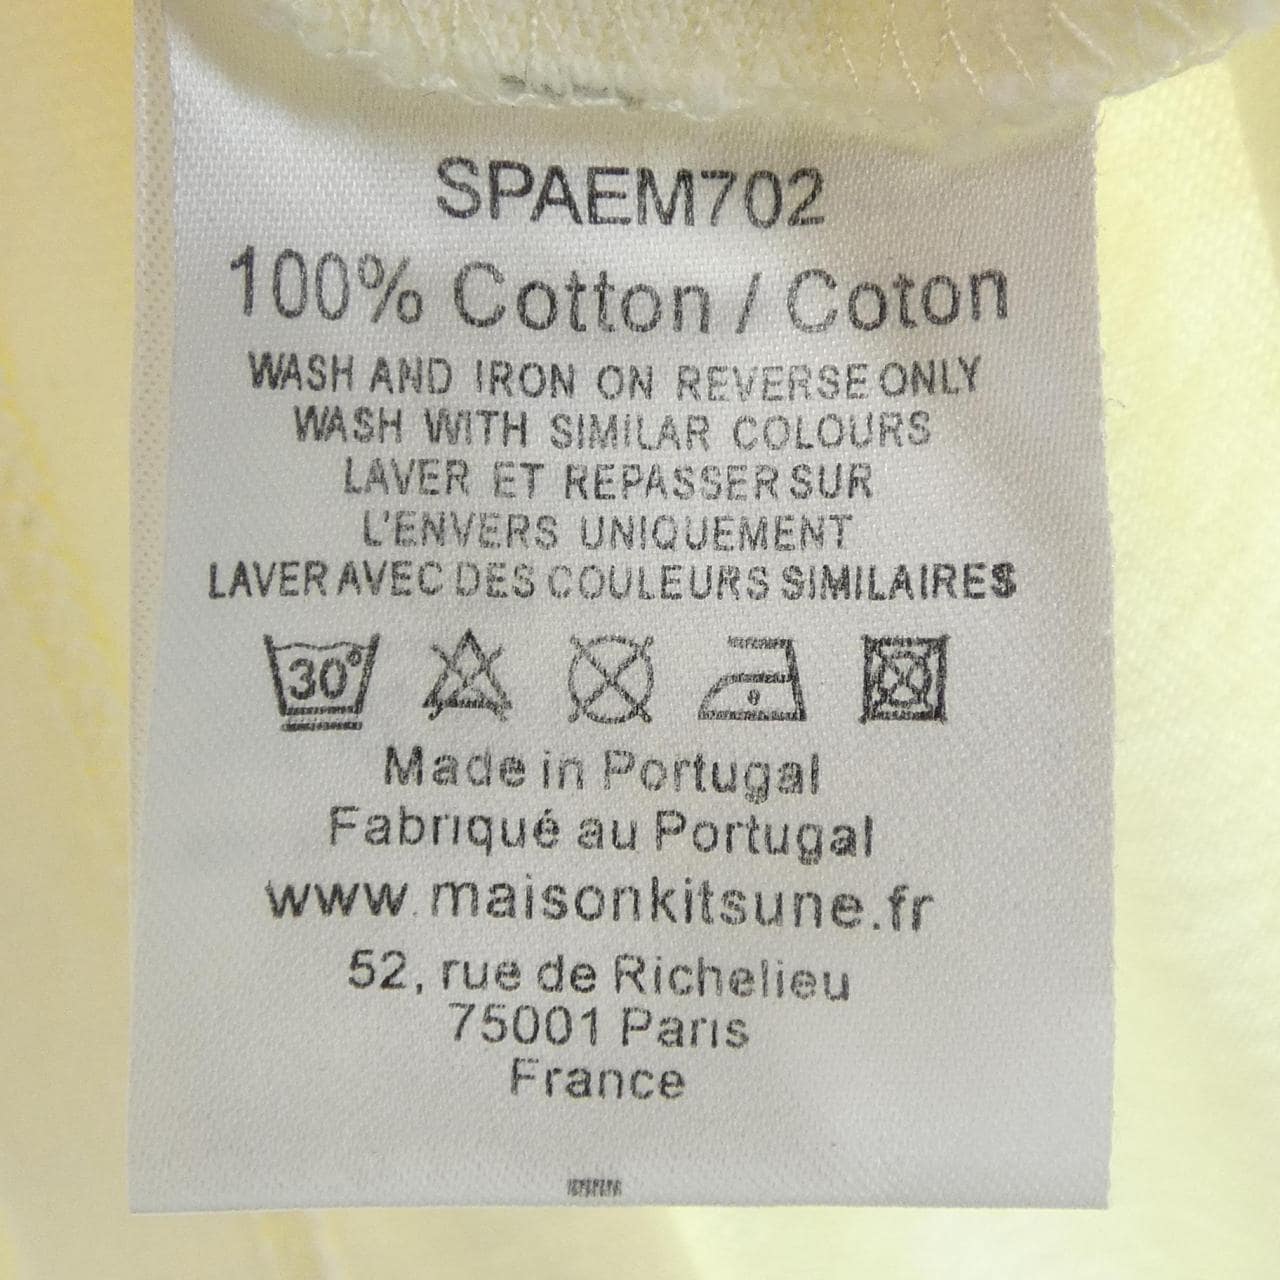 SPAEM702
100% Cotton / Coton
WASH AND IRON ON REVERSE ONLY
WASH WITH SIMILAR COLOURS
LAVER ET REPASSER SUR
L'ENVERS UNIQUEMENT
LAVER AVEC DES COULEURS SIMILAIRES
30°
Made in Portugal
Fabriqué au Portugal
www.maisonkitsune.fr
52, rue de Richelieu
75001 Paris
France